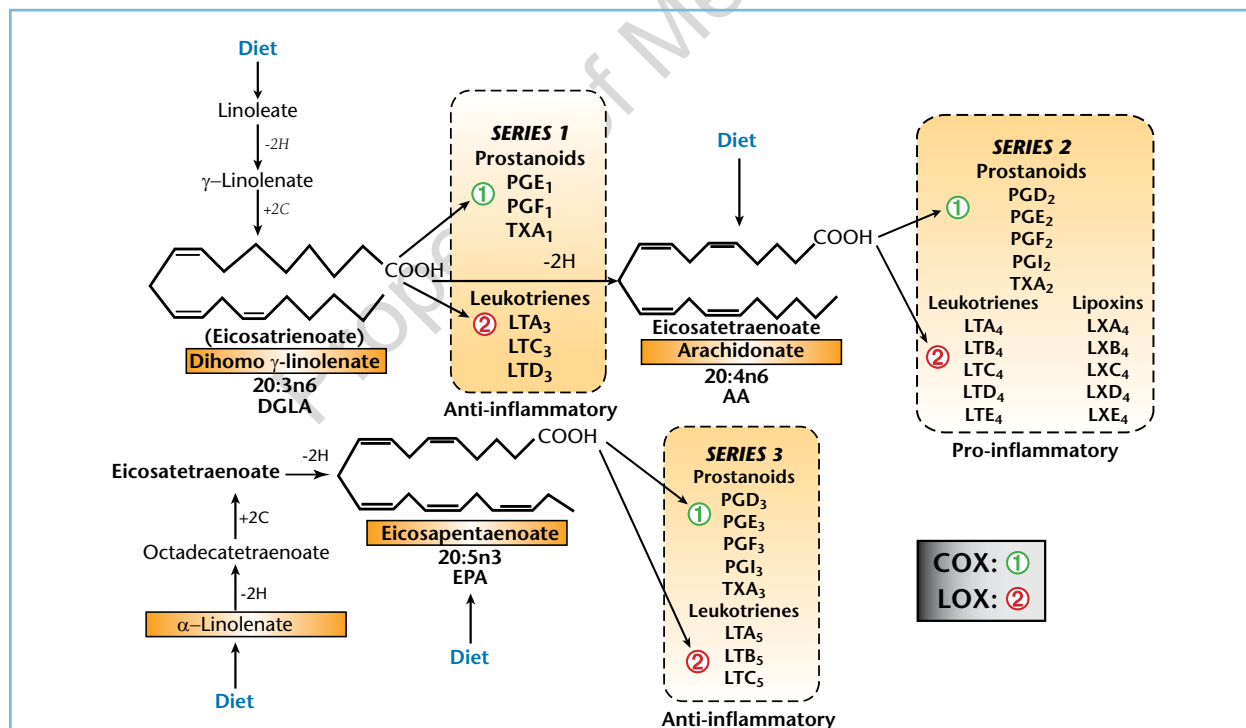 Property of Me
Diet
Linoleate
-2H
γ–Linolenate
+2C
COOH
(Eicosatrienoate)
Dihomo γ-linolenate
20:3n6
DGLA
SERIES 1
Prostanoids
①
PGE1
PGF1
TXA1
-2H
Leukotrienes
②
LTA3
LTC3
LTD3
Anti-inflammatory
Diet
COOH
Eicosatetraenoate
Arachidonate
20:4n6
AA
SERIES 2
Prostanoids
①
PGD2
PGE2
PGF2
PGI2
TXA2
Leukotrienes Lipoxins
②
LTA4 LXA4
LTB4 LXB4
LTC4 LXC4
LTD4 LXD4
LTE4 LXE4
Pro-inflammatory
Eicosatetraenoate
-2H
+2C
Octadecatetraenoate
-2H
α–Linolenate
Diet
COOH
Eicosapentaenoate
20:5n3
EPA
Diet
SERIES 3
Prostanoids
①
PGD3
PGE3
PGF3
PGI3
TXA3
Leukotrienes
②
LTA5
LTB5
LTC5
Anti-inflammatory
COX: ①
LOX: ②